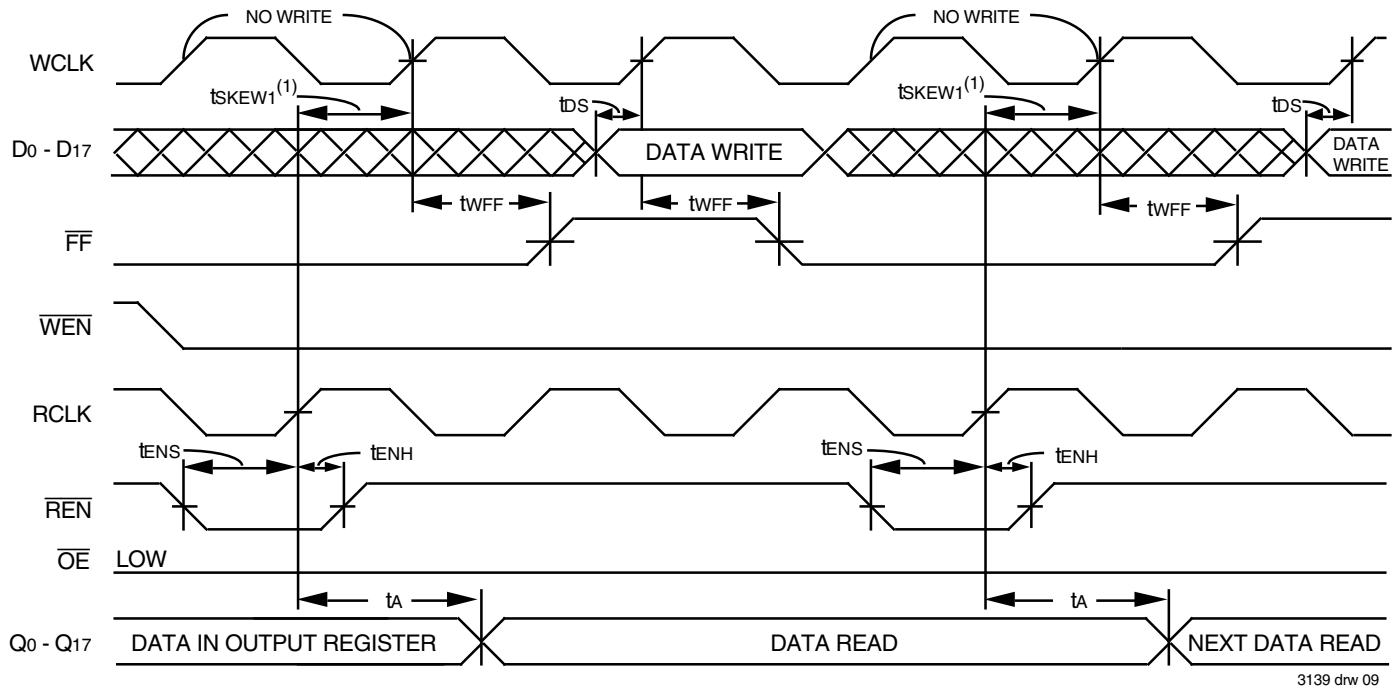 NO WRITE
NO WRITE
WCLK
tSKEW1(1)
tDS
tSKEW1(1)
tDS
D0 - D17
DATA WRITE
DATA
WRITE
tWFF
tWFF
tWFF
FF
WEN
RCLK
tENS
tENH
tENS
tENH
REN
OE
LOW
tA
tA
Q0 - Q17
DATA IN OUTPUT REGISTER
DATA READ
NEXT DATA READ
3139 drw 09